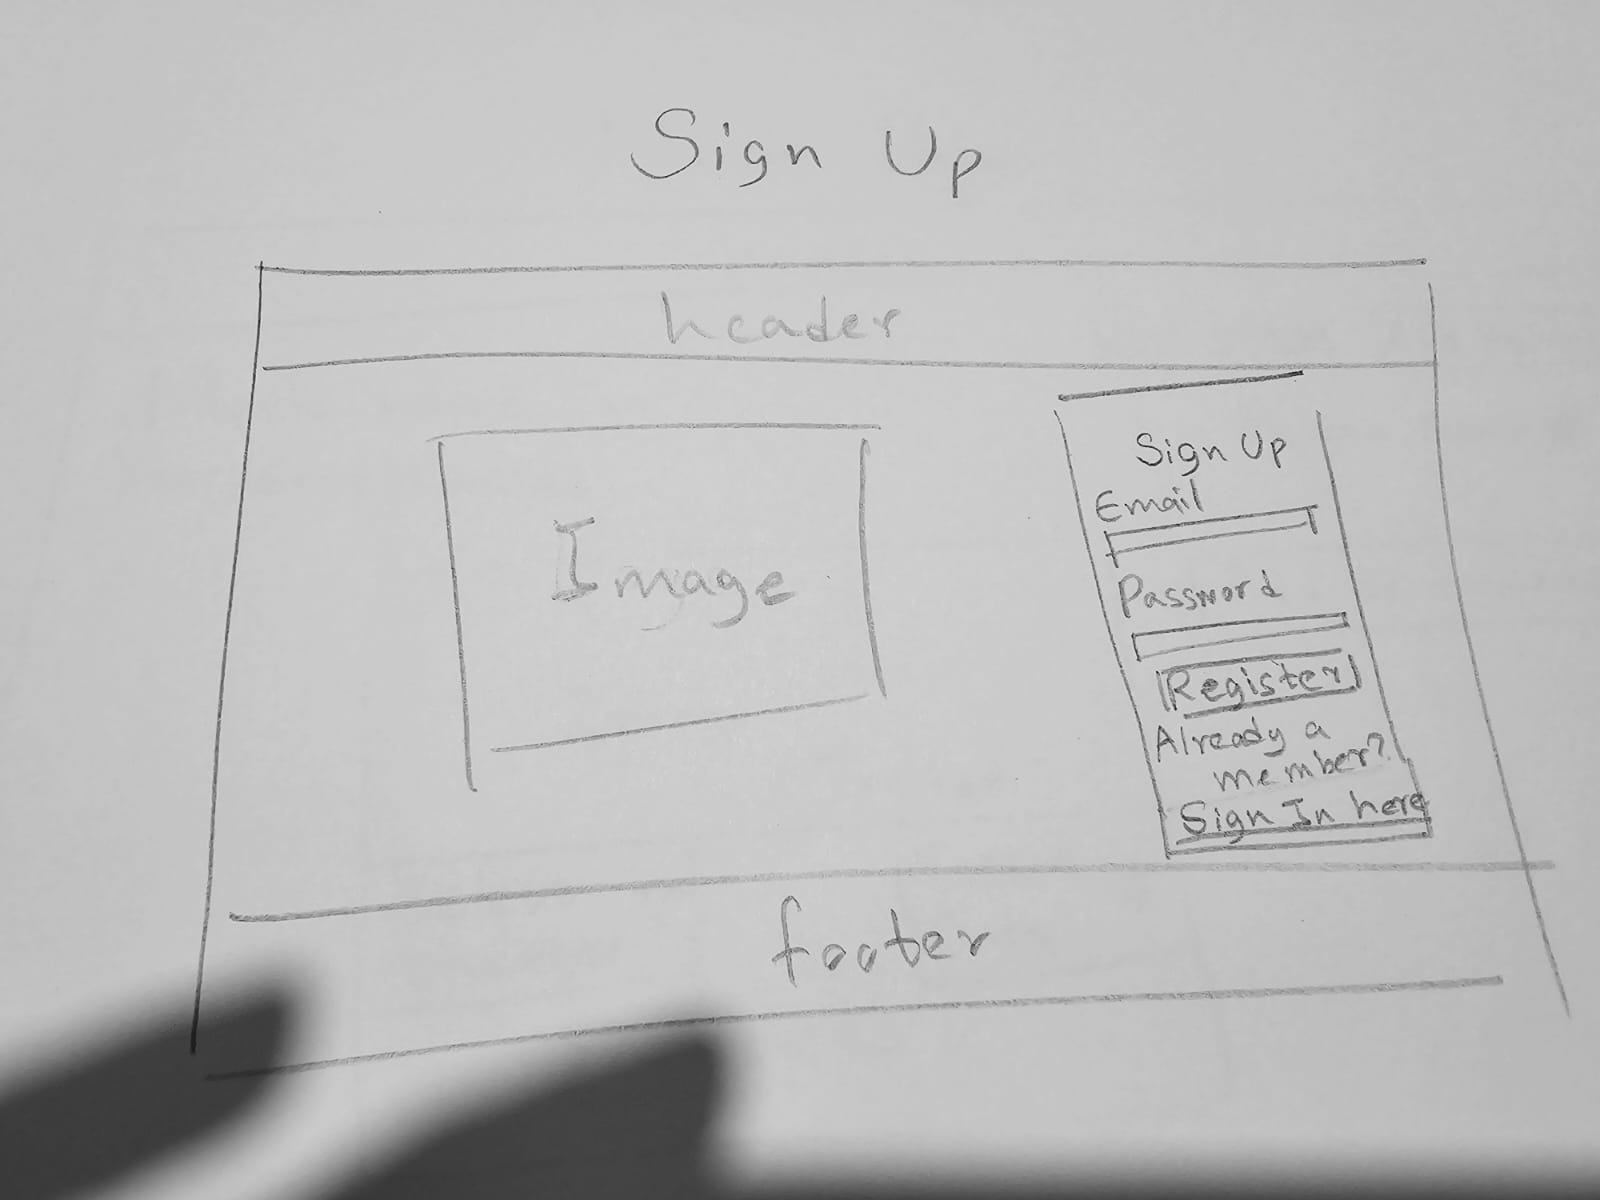 Sign Up
header
Image
Sign Up
Email
Password
Register
Already a
member?
Sign In here
footer